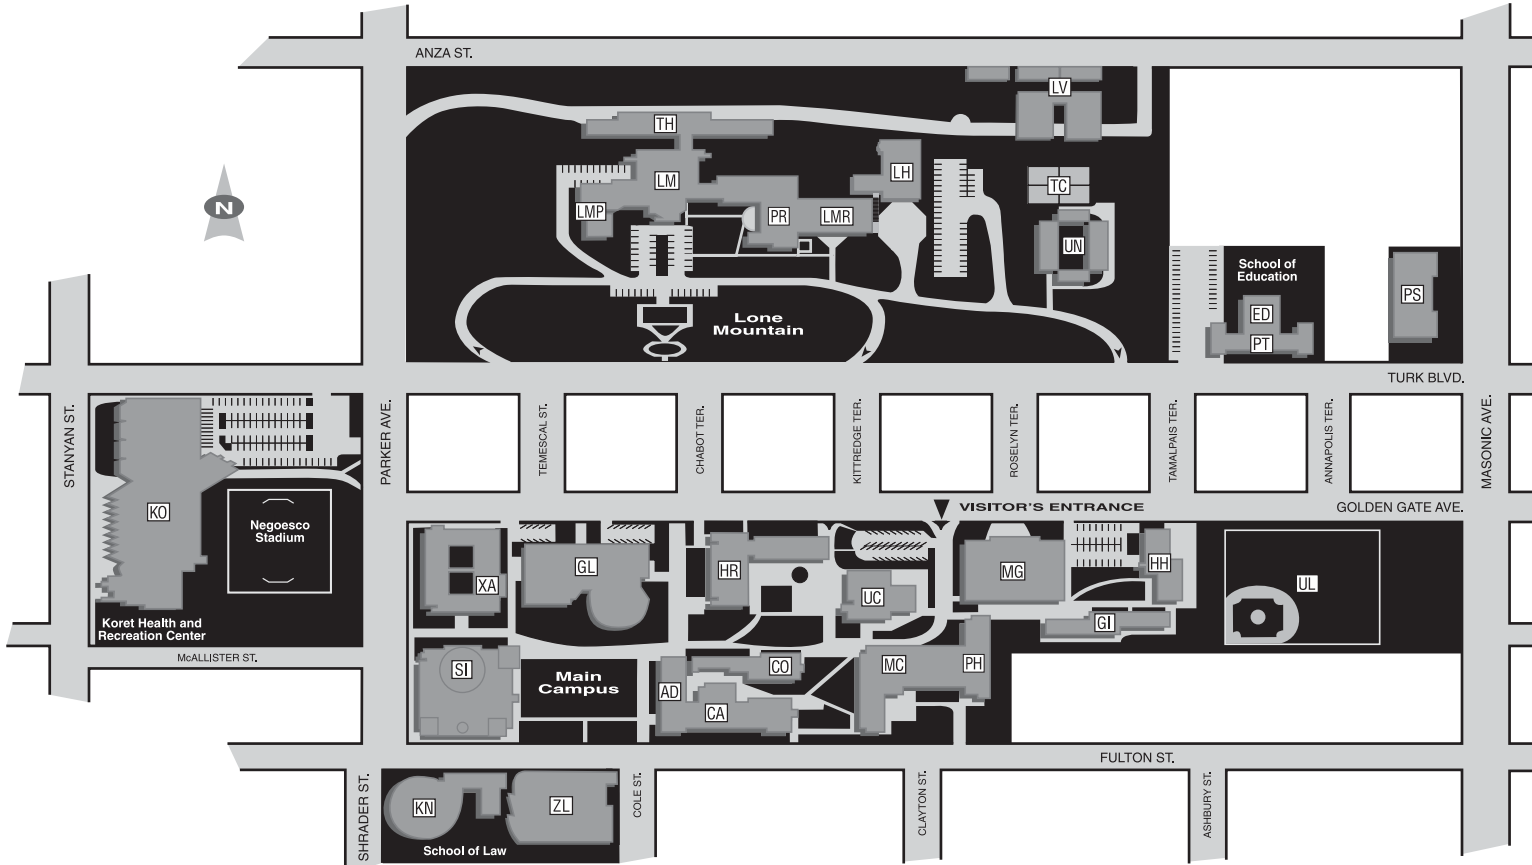 ANZA ST.
LV
TH
LH
LM
TC
LMP
PR
LMR
N
UN
School of
Education
PS
ED
Lone
Mountain
PT
TURK BLVD.
STANYAN ST.
PARKER AVE.
TEMESCAL ST.
CHABOT TER.
KITTREDGE TER.
ROSELYN TER.
TAMALPAIS TER.
ANNAPOLIS TER.
MASONIC AVE.
VISITOR'S ENTRANCE
GOLDEN GATE AVE.
KO
Negoesco
Stadium
XA
GL
HR
UC
MG
HH
UL
GI
Koret Health and
Recreation Center
McALLISTER ST.
SI
Main
Campus
AD
CO
CA
MC
PH
FULTON ST.
SHRADER ST.
KN
ZL
School of Law
COLE ST.
CLAYTON ST.
ASHBURY ST.